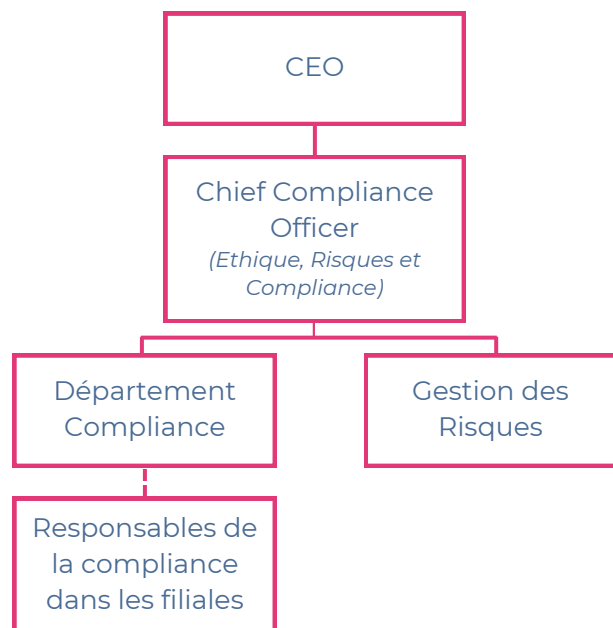 CEO
Chief Compliance
Officer
(Ethique, Risques et
Compliance)
Département
Compliance
Gestion des
Risques
Responsables de
la compliance
dans les filiales